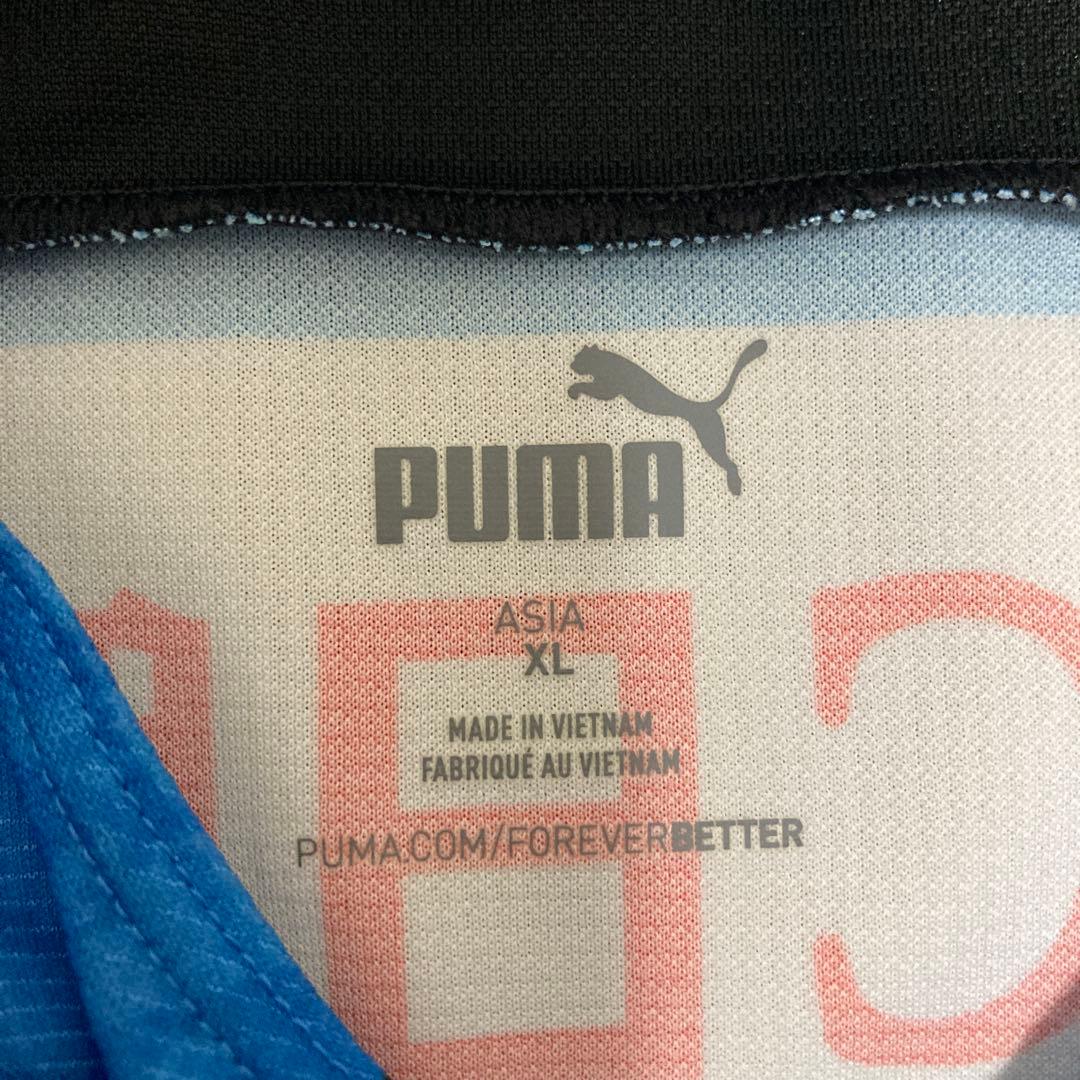 PUMA
ASIA
XL
MADE IN VIETNAM
FABRIQUÉ AU VIETNAM
PUMA.COM/FOREVERBETTER